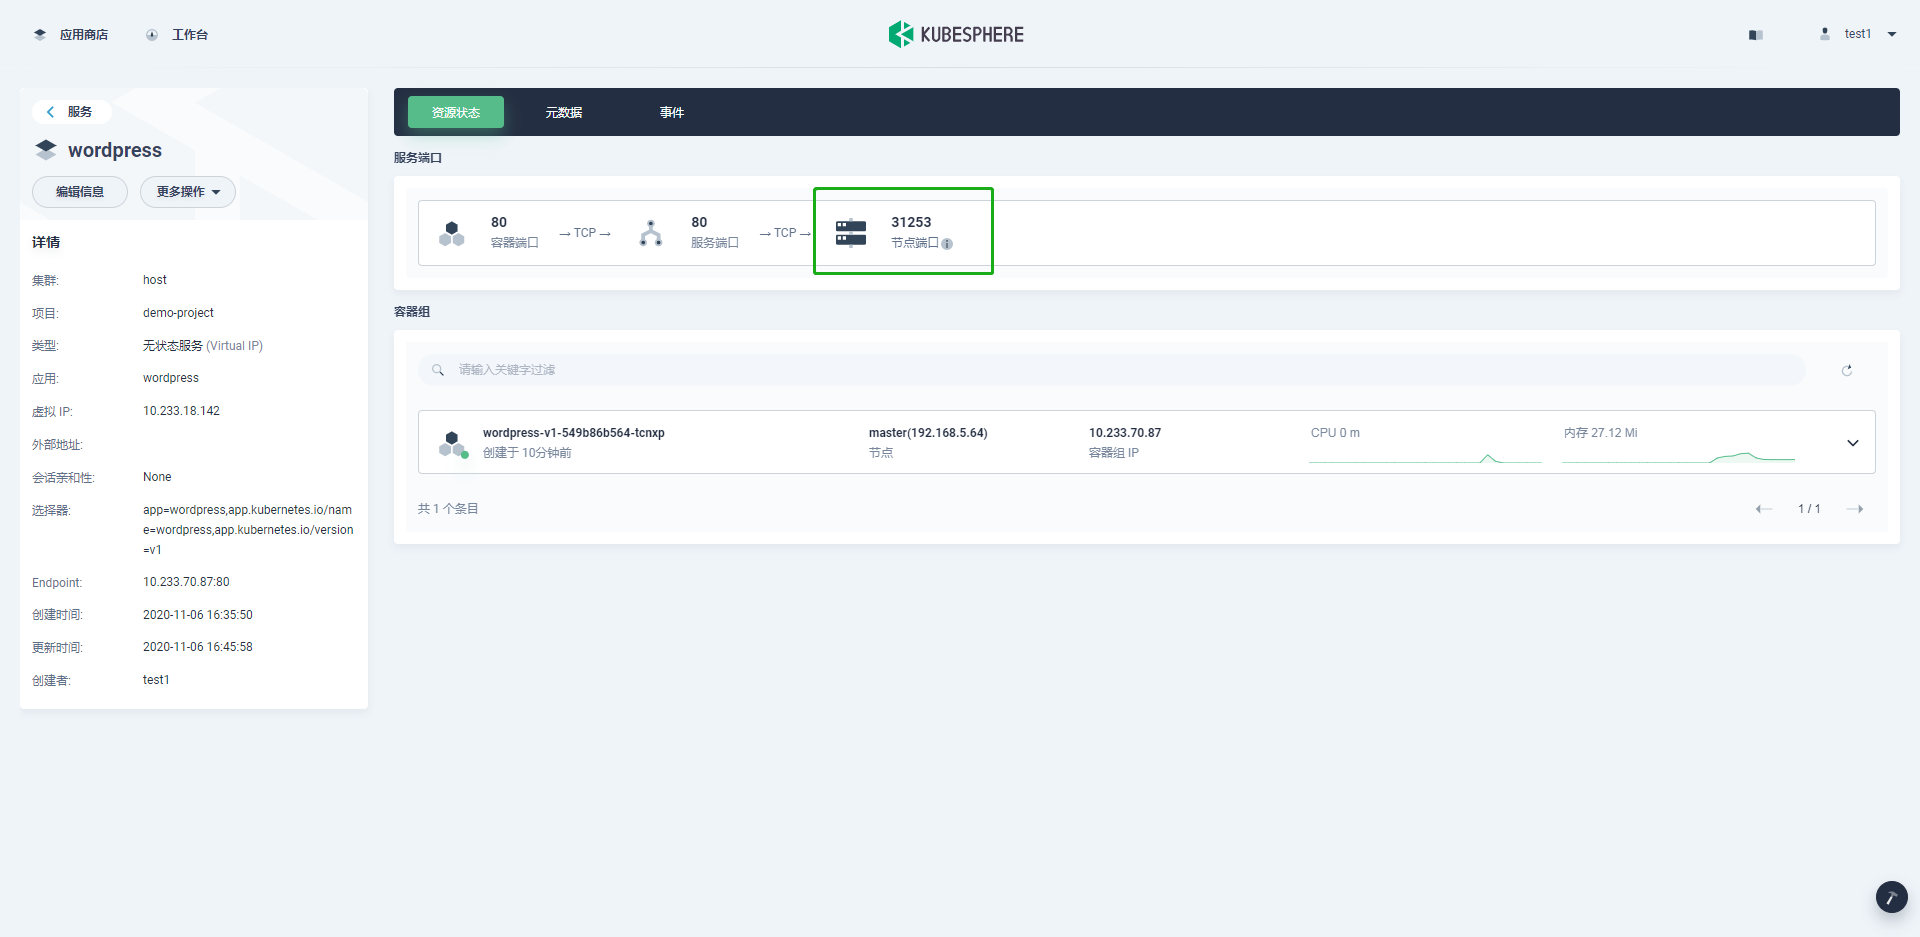 应用商店
工作台
KUBESPHERE
test1
服务
wordpress
编辑信息
更多操作
详情
集群:
host
项目:
demo-project
类型:
无状态服务 (Virtual IP)
应用:
wordpress
虚拟 IP:
10.233.18.142
外部地址:
会话亲和性:
None
选择器:
app=wordpress,app.kubernetes.io/nam
e=wordpress,app.kubernetes.io/version
=v1
Endpoint:
10.233.70.87:80
创建时间:
2020-11-06 16:35:50
更新时间:
2020-11-06 16:45:58
创建者:
test1
资源状态
元数据
事件
服务端口
80
容器端口
→ TCP →
80
服务端口
→ TCP →
31253
节点端口
容器组
请输入关键字过滤
wordpress-v1-549b86b564-tcnxp
创建于 10分钟前
master(192.168.5.64)
节点
10.233.70.87
容器组 IP
CPU 0 m
内存 27.12 Mi
共 1 个条目
1 / 1